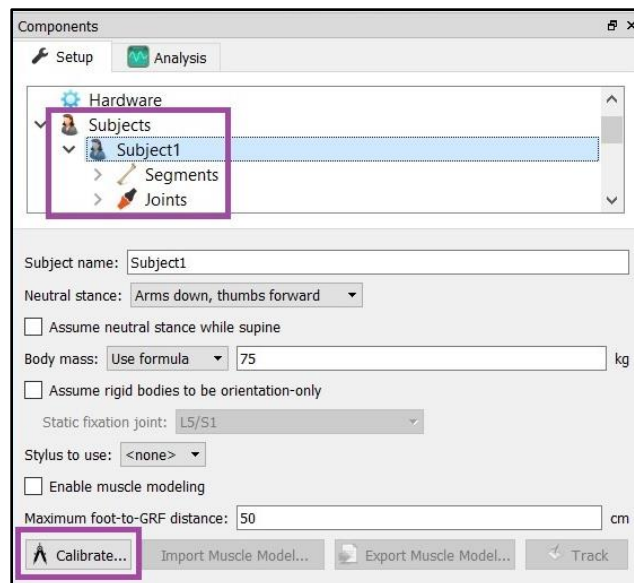 Components
Setup Analysis
Hardware
Subjects
Subject1
Segments
Joints
Subject name: Subject1
Neutral stance: Arms down, thumbs forward
Assume neutral stance while supine
Body mass: Use formula 75 kg
Assume rigid bodies to be orientation-only
Static fixation joint: L5/S1
Stylus to use: <none>
Enable muscle modeling
Maximum foot-to-GRF distance: 50 cm
Calibrate... Import Muscle Model... Export Muscle Model... Track